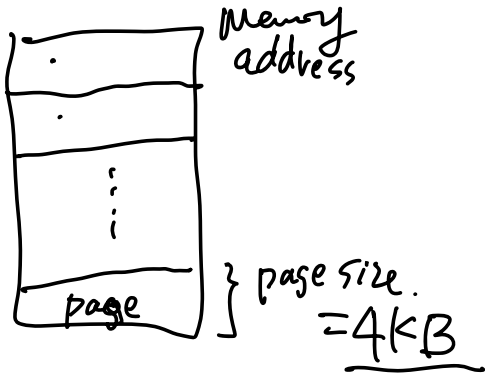 Memory
address
page size.
page
=4KB